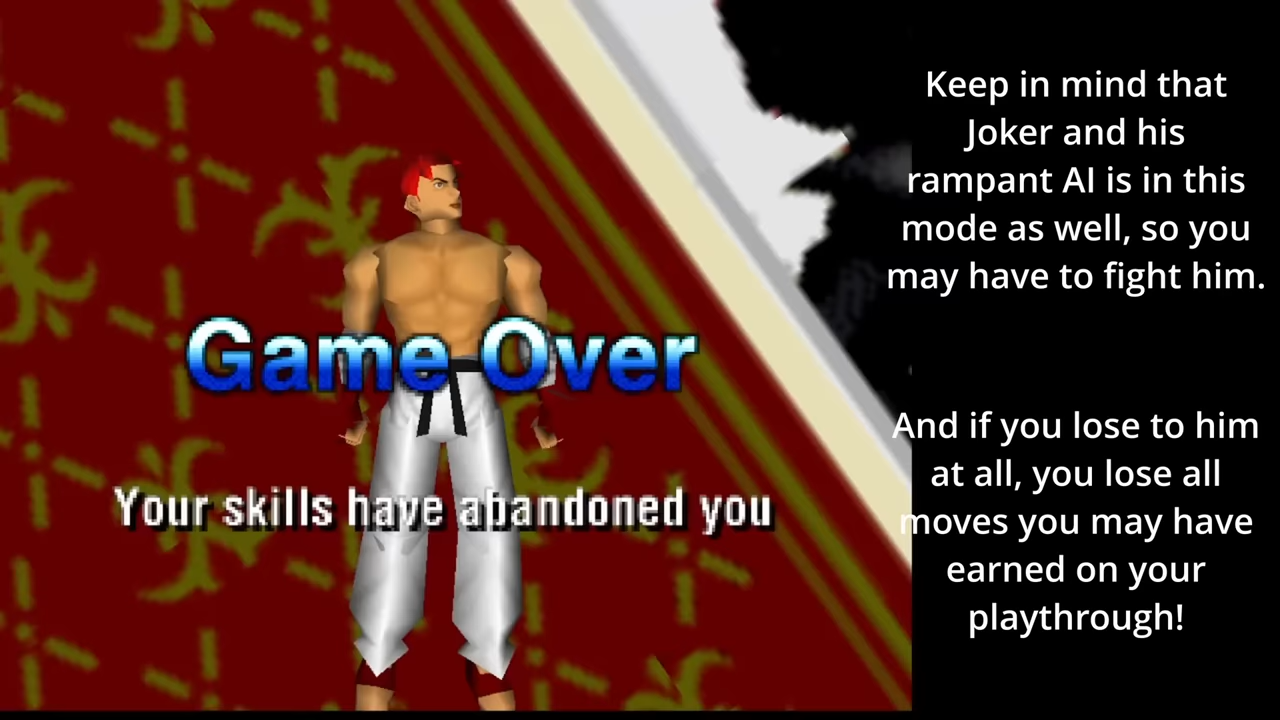 Game Over
Your skills have abandoned you
Keep in mind that
Joker and his
rampant AI is in this
mode as well, so you
may have to fight him.
And if you lose to him
at all, you lose all
moves you may have
earned on your
playthrough!